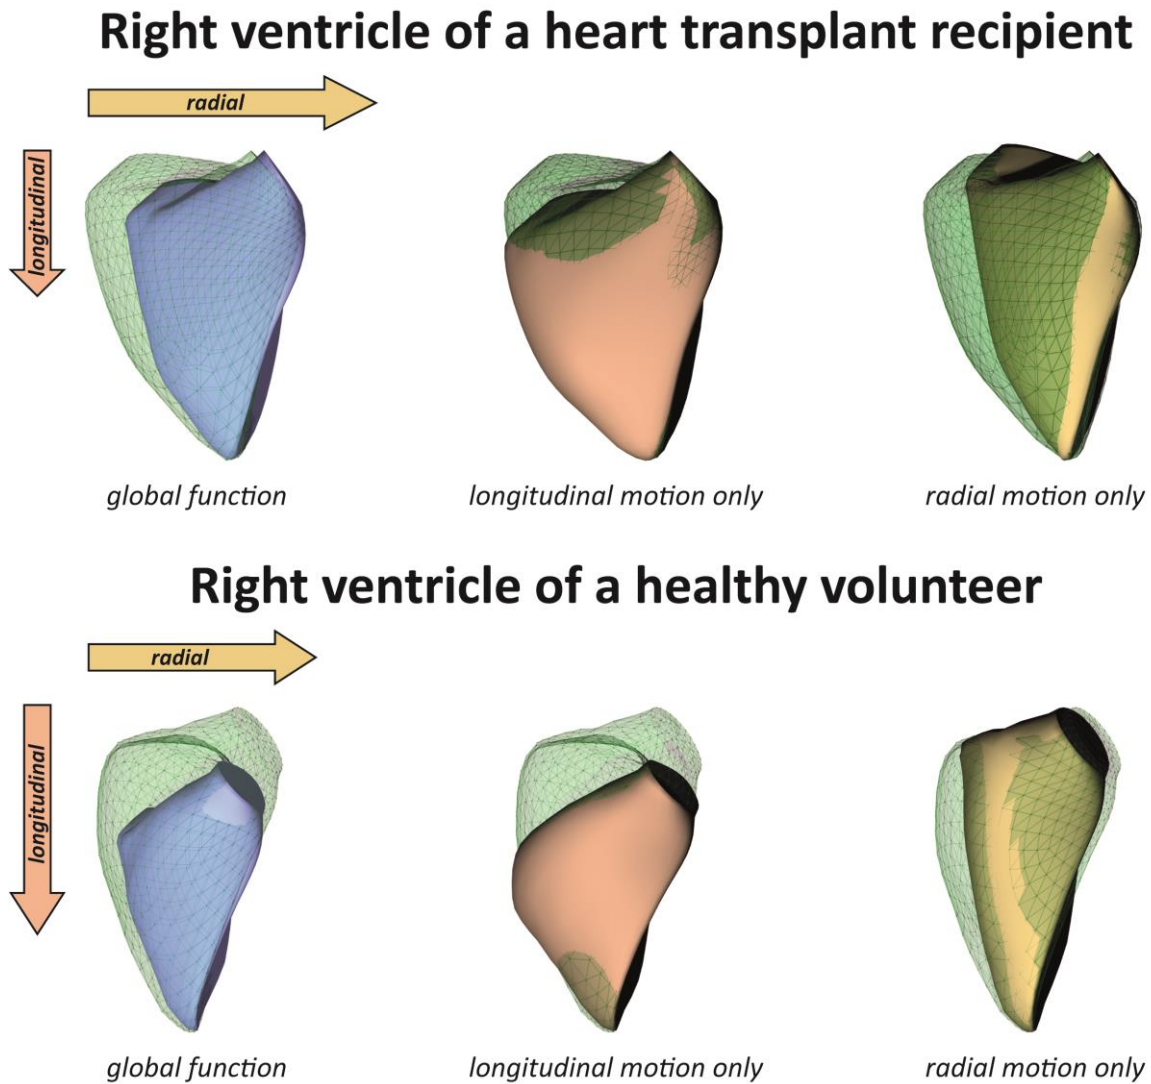 Right ventricle of a heart transplant recipient
radial
longitudinal
global function
longitudinal motion only
radial motion only
Right ventricle of a healthy volunteer
radial
longitudinal
global function
longitudinal motion only
radial motion only